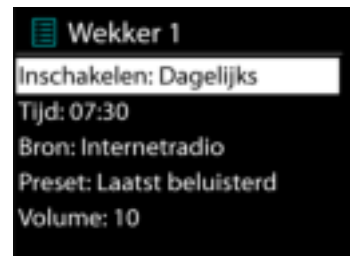 Wekker 1
Inschakelen: Dagelijks
Tijd: 07:30
Bron: Internetradio
Preset: Laatst beluisterd
Volume: 10